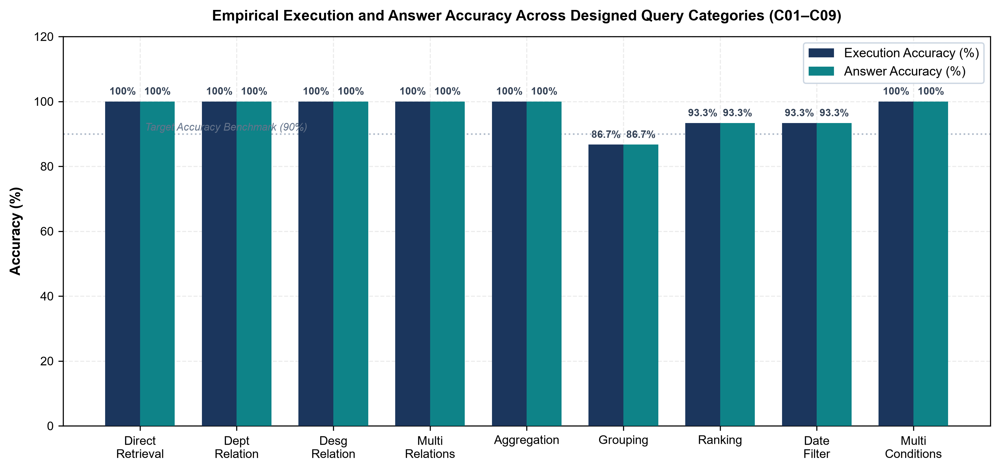 Empirical Execution and Answer Accuracy Across Designed Query Categories (C01–C09)
Accuracy (%)
120
100
80
60
40
20
0
Execution Accuracy (%)
Answer Accuracy (%)
100% 100% 100% 100% 100% 100% 100% 100% 100% 100% 86.7% 86.7% 93.3% 93.3% 93.3% 93.3% 100% 100%
Target Accuracy Benchmark (90%)
Direct
Retrieval
Dept
Relation
Desg
Relation
Multi
Relations
Aggregation
Grouping
Ranking
Date
Filter
Multi
Conditions